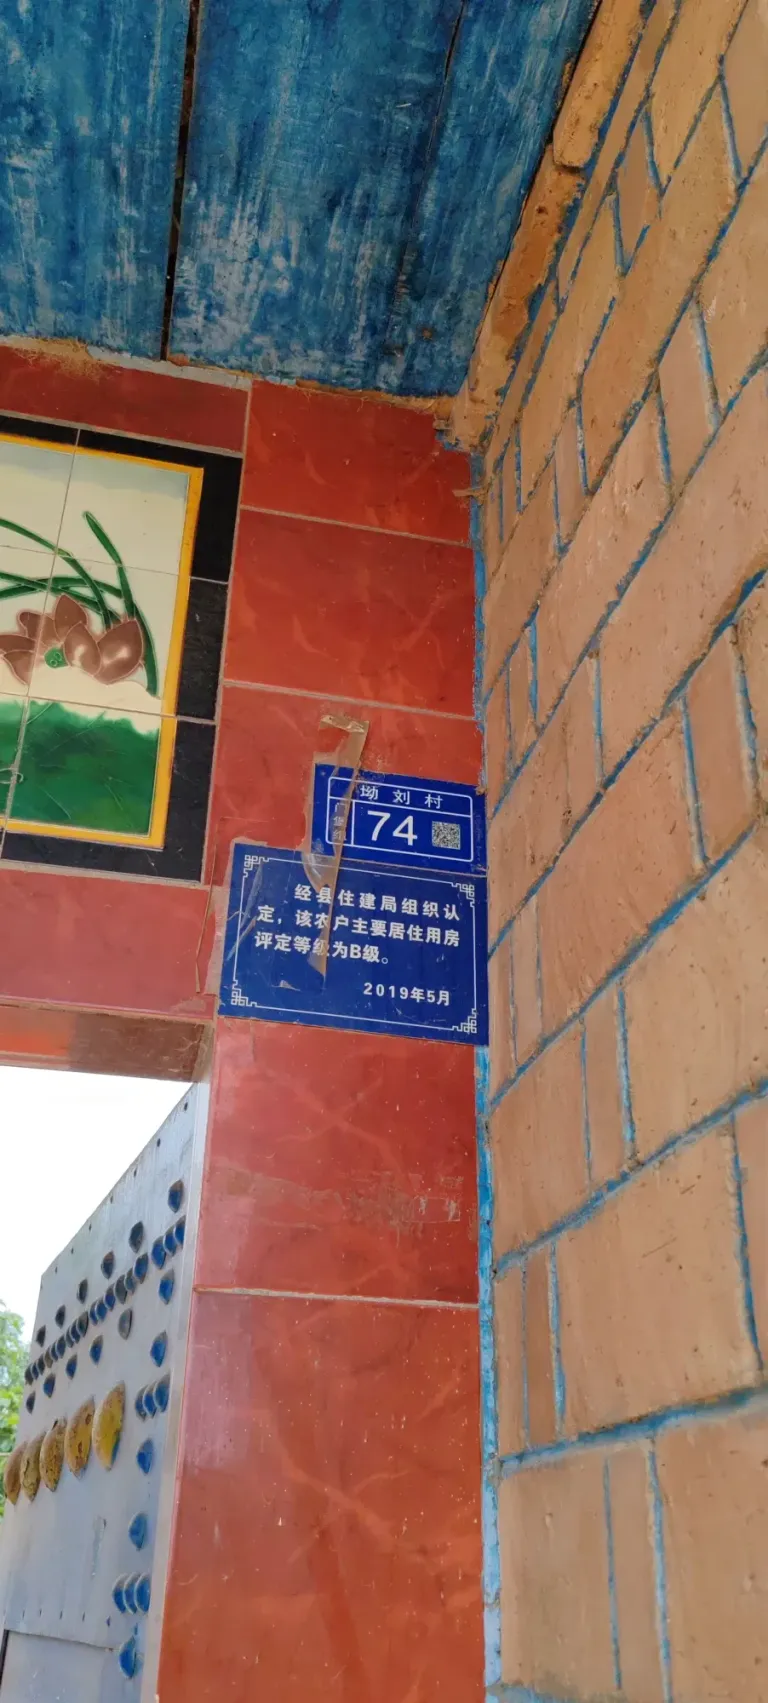 坳刘村
74
经县住建局组织认
定，该农户主要居住用房
评定等级为B级。
2019年5月